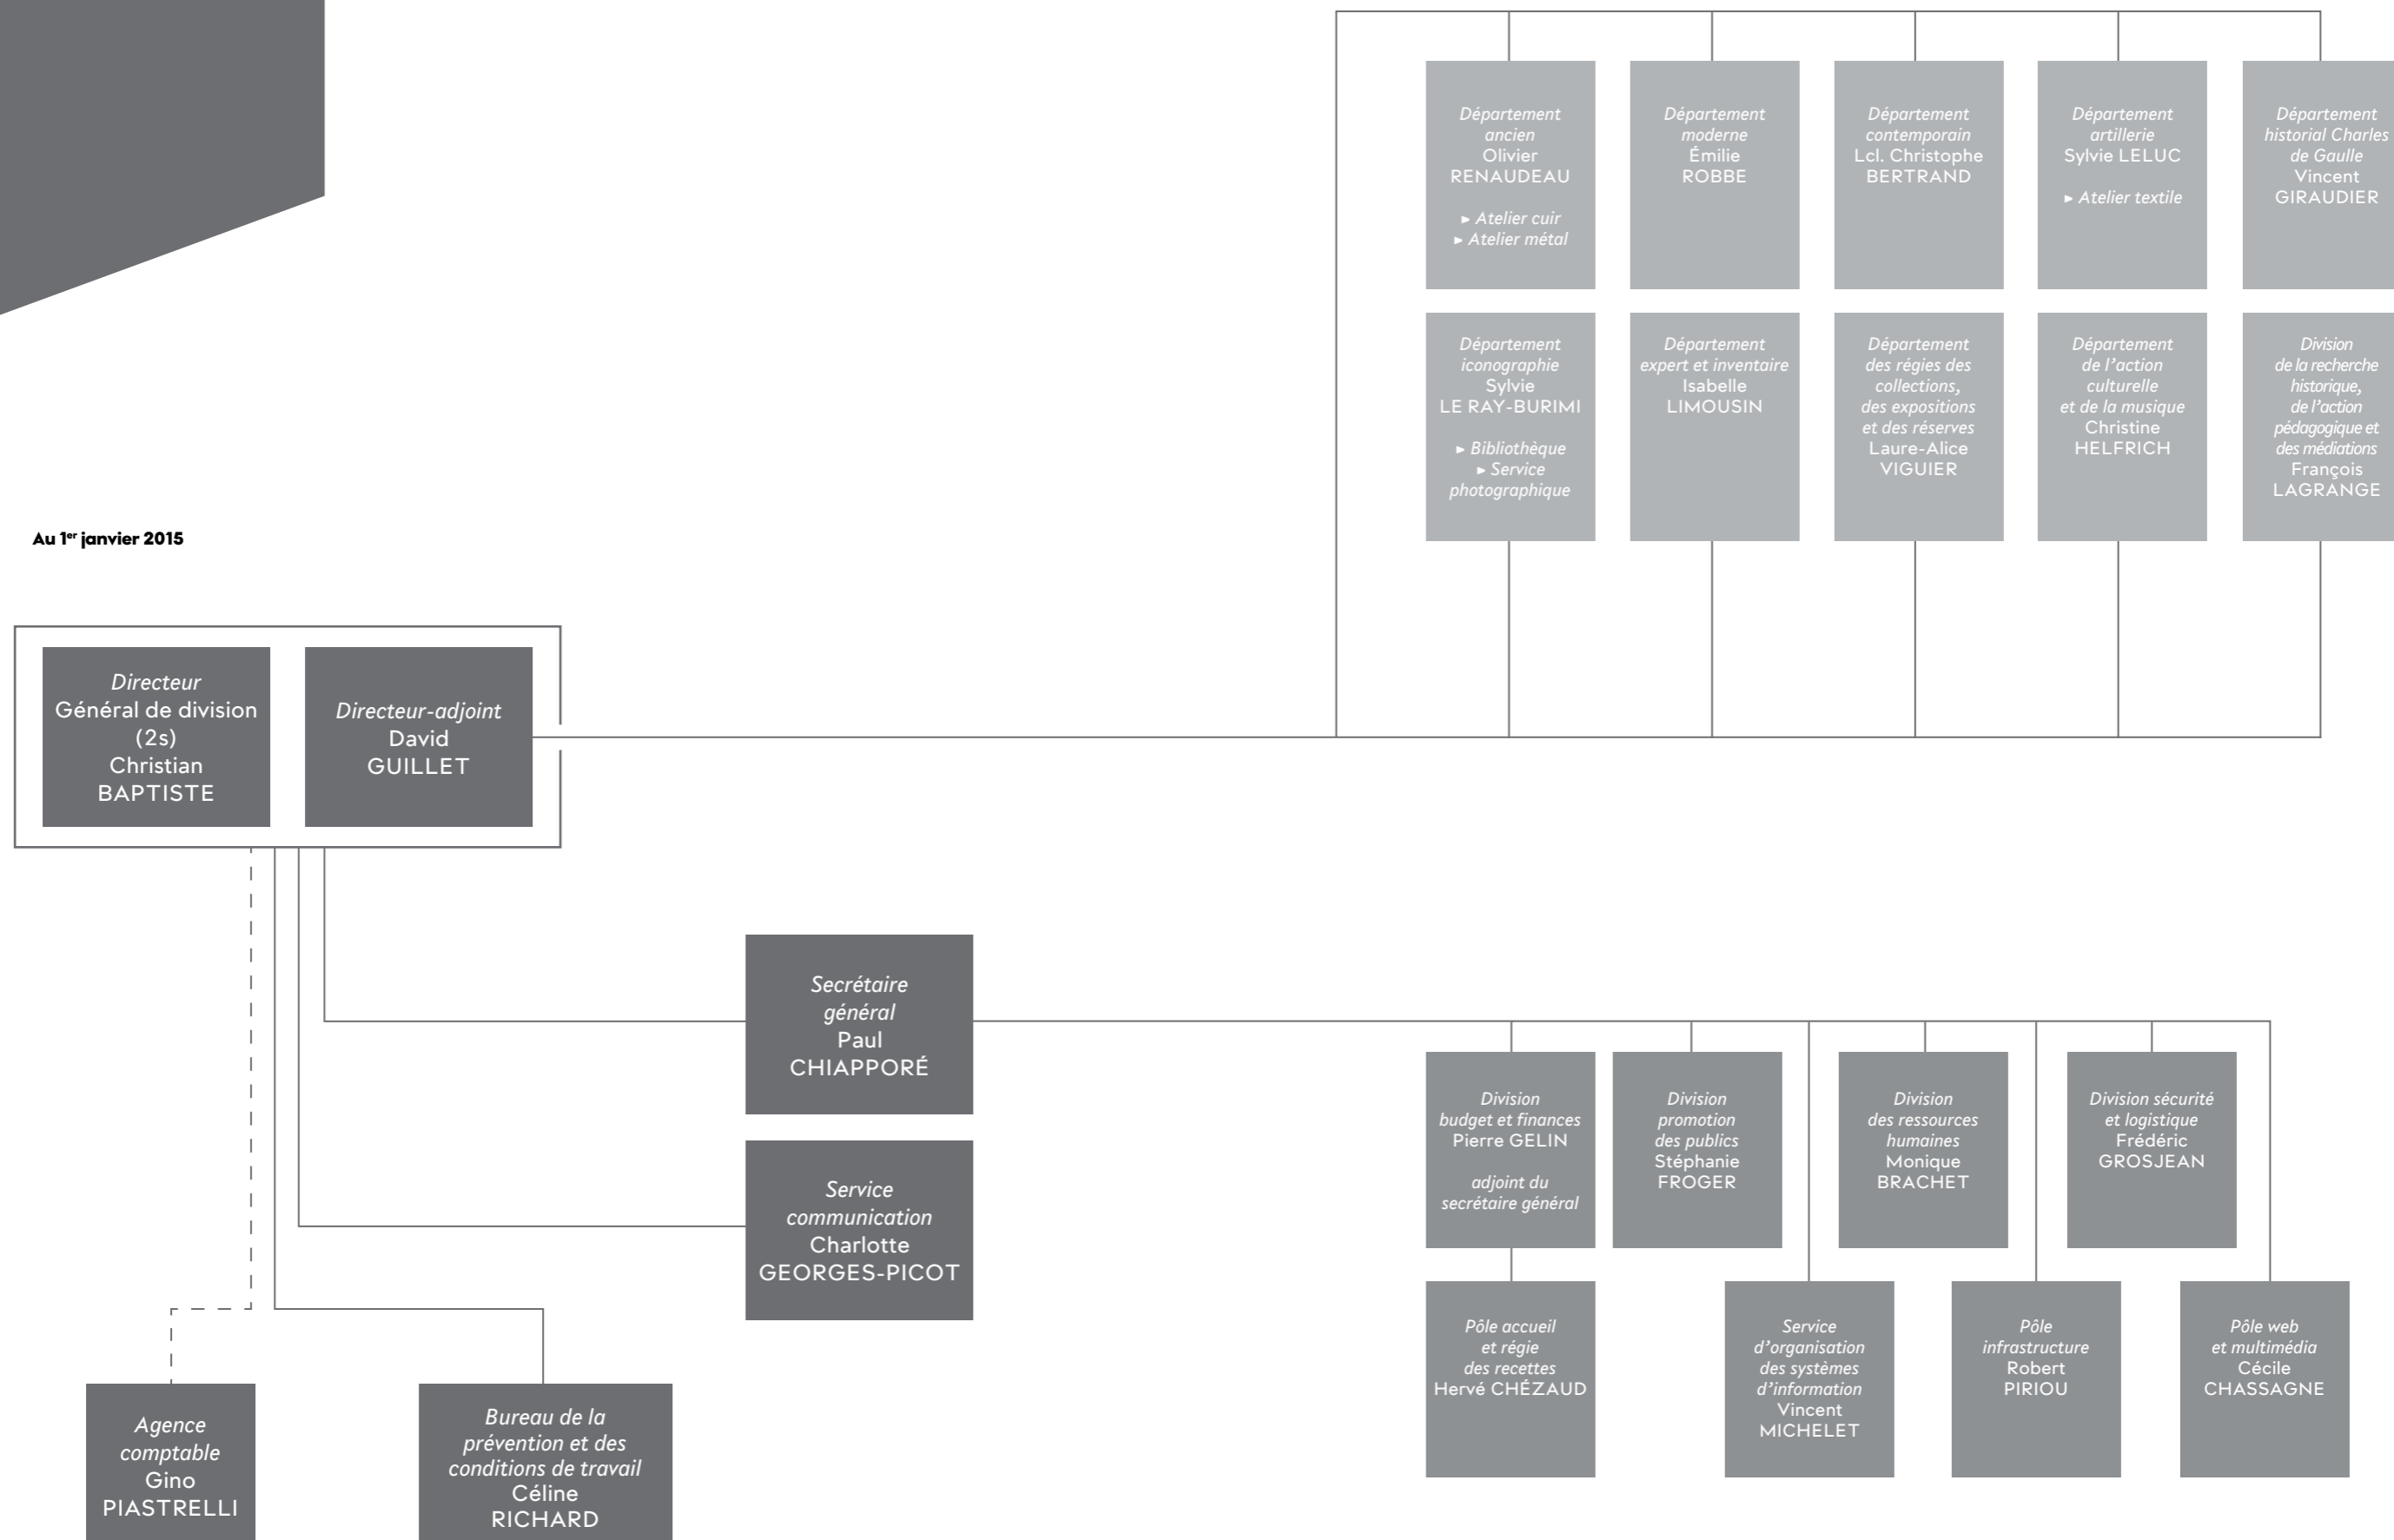 Département
ancien
Olivier
RENAUDEAU
► Atelier cuir
► Atelier métal
Département
moderne
Émilie
ROBBE
Département
contemporain
Lcl. Christophe
BERTRAND
Département
artillerie
Sylvie LELUC
► Atelier textile
Département
historial Charles
de Gaulle
Vincent
GIRAUDIER
Département
iconographie
Sylvie
LE RAY-BURIMI
► Bibliothèque
► Service
photographique
Département
expert et inventaire
Isabelle
LIMOUSIN
Département
des régies des
collections,
des expositions
et des réserves
Laure-Alice
VIGUIER
Département
de l’action
culturelle
et de la musique
Christine
HELFRICH
Division
de la recherche
historique,
de l’action
pédagogique et
des médiations
François
LAGRANGE
Au 1er janvier 2015
Directeur
Général de division
(2s)
Christian
BAPTISTE
Directeur-adjoint
David
GUILLET
Secrétaire
général
Paul
CHIAPPORÉ
Service
communication
Charlotte
GEORGES-PICOT
Division
budget et finances
Pierre GELIN
adjoint du
secrétaire général
Division
promotion
des publics
Stéphanie
FROGER
Division
des ressources
humaines
Monique
BRACHET
Division sécurité
et logistique
Frédéric
GROSJEAN
Pôle accueil
et régie
des recettes
Hervé CHÉZAUD
Service
d’organisation
des systèmes
d’information
Vincent
MICHELET
Pôle
infrastructure
Robert
PIRIOU
Pôle web
et multimédia
Cécile
CHASSAGNE
Agence
comptable
Gino
PIASTRELLI
Bureau de la
prévention et des
conditions de travail
Céline
RICHARD